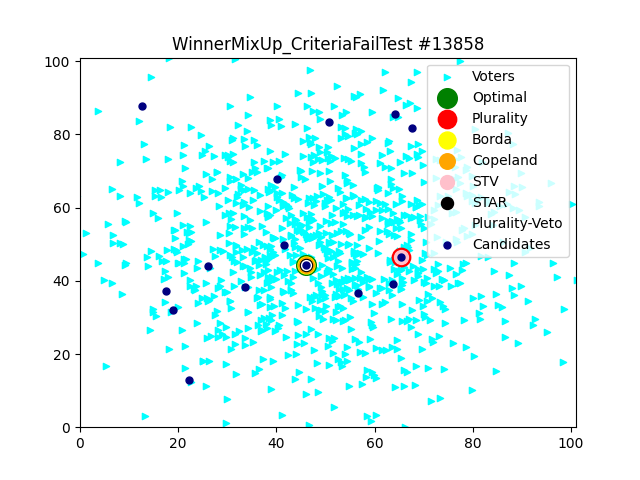 WinnerMixUp_CriteriaFailTest #13858
100
80
60
40
20
0
0
20
40
60
80
100
Voters
Optimal
Plurality
Borda
Copeland
STV
STAR
Plurality-Veto
Candidates